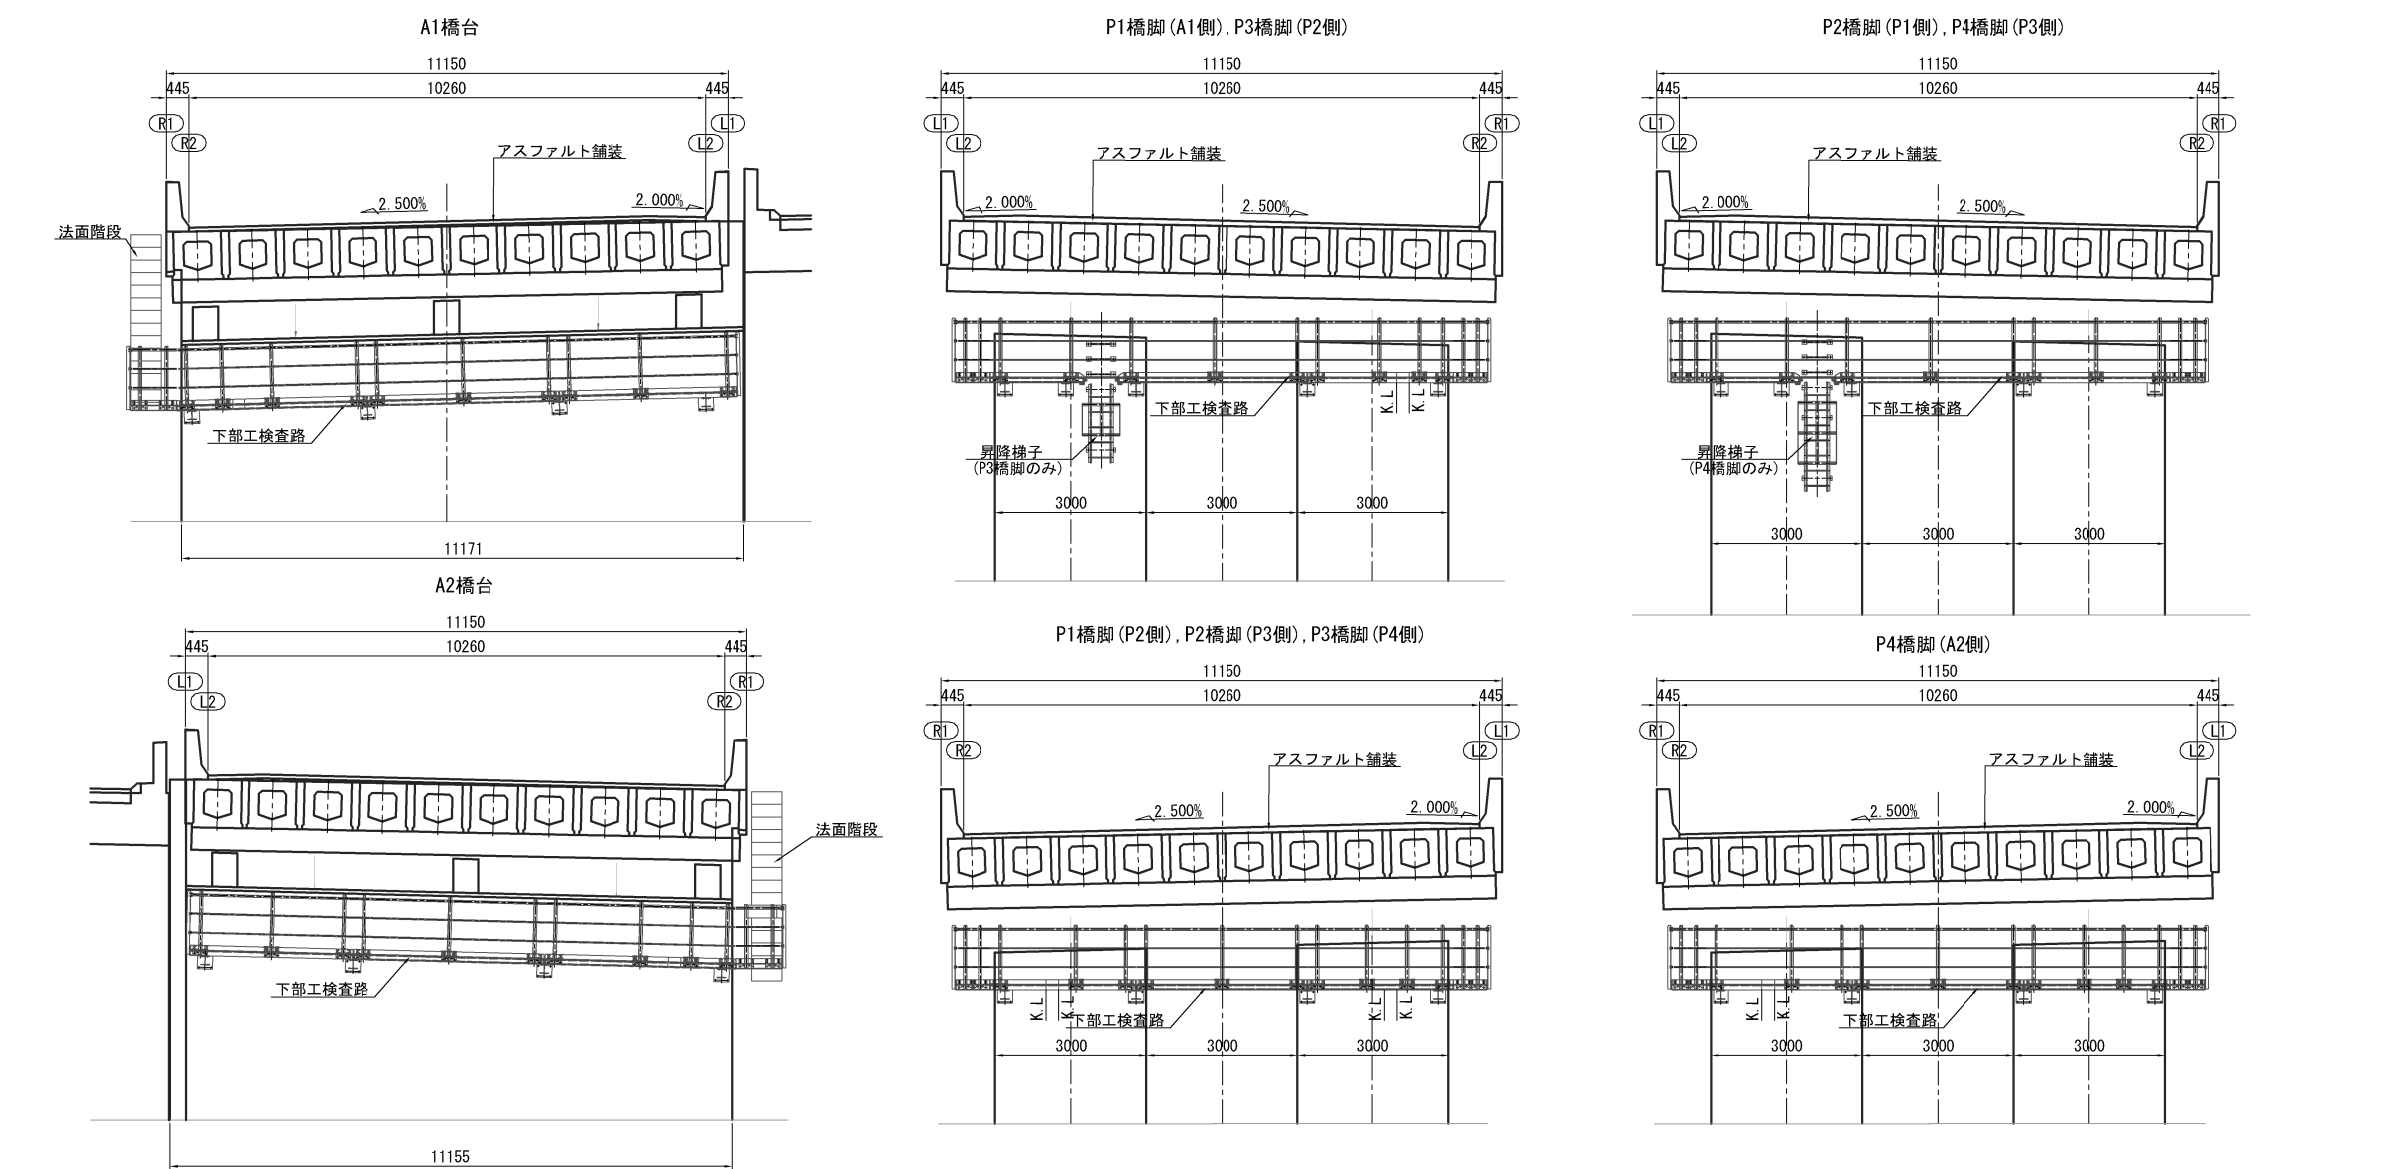 A1橋台
11150
445 10260 445
R1 L1
R2 L2
アスファルト舗装
2.500% 2.000%
法面階段
下部工検査路
11171
P1橋脚(A1側),P3橋脚(P2側)
11150
445 10260 445
L1 R1
L2 R2
アスファルト舗装
2.000% 2.500%
下部工検査路
K.L K.L
昇降梯子
(P3橋脚のみ)
3000 3000 3000
P2橋脚(P1側),P4橋脚(P3側)
11150
445 10260 445
L1 R1
L2 R2
アスファルト舗装
2.000% 2.500%
下部工検査路
昇降梯子
(P4橋脚のみ)
3000 3000 3000
A2橋台
11150
445 10260 445
L1 R1
L2 R2
法面階段
下部工検査路
11155
P1橋脚(P2側),P2橋脚(P3側),P3橋脚(P4側)
11150
445 10260 445
R1 L1
R2 L2
アスファルト舗装
2.500% 2.000%
K.L K.L K.L K.L
下部工検査路
3000 3000 3000
P4橋脚(A2側)
11150
445 10260 445
R1 L1
R2 L2
アスファルト舗装
2.500% 2.000%
K.L K.L
下部工検査路
3000 3000 3000